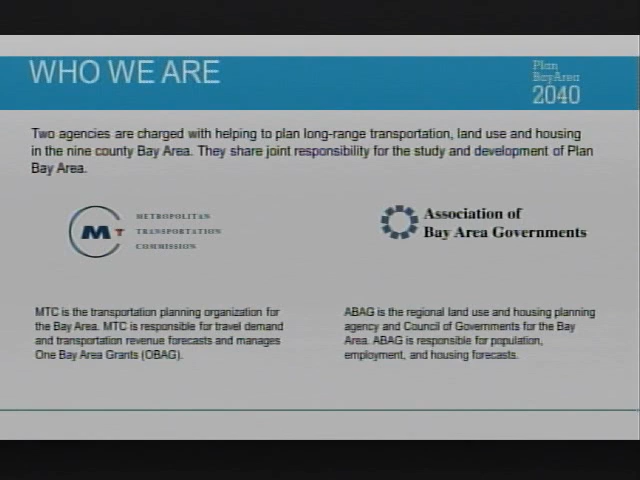 WHO WE ARE
Plan
BayArea
2040
Two agencies are charged with helping to plan long-range transportation, land use and housing
in the nine county Bay Area. They share joint responsibility for the study and development of Plan
Bay Area.
MT
METROPOLITAN
TRANSPORTATION
COMMISSION
Association of
Bay Area Governments
MTC is the transportation planning organization for
the Bay Area. MTC is responsible for travel demand
and transportation revenue forecasts and manages
One Bay Area Grants (OBAG).
ABAG is the regional land use and housing planning
agency and Council of Governments for the Bay
Area. ABAG is responsible for population,
employment, and housing forecasts.